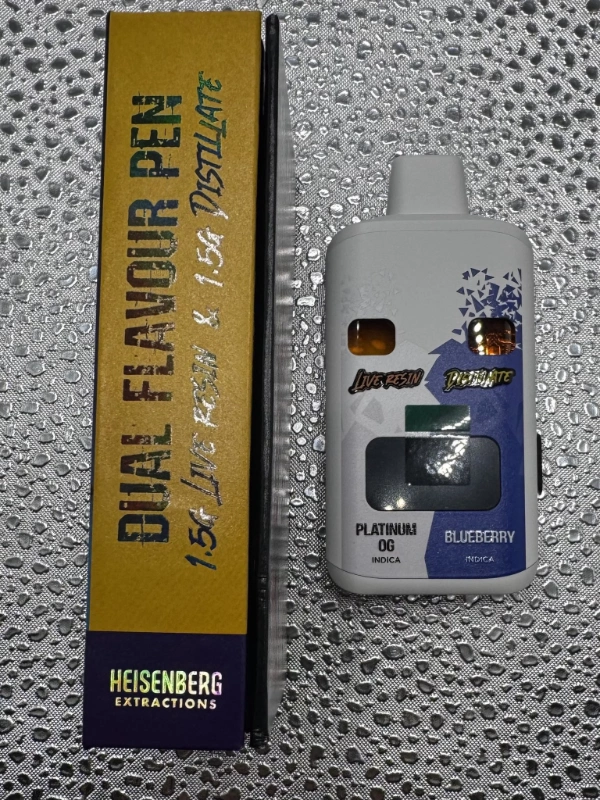 DUAL FLAVOUR PEN
1.5G LIVE RESIN & 1.5G DISTILLATE
HEISENBERG
EXTRACTIONS
LIVE RESIN
DISTILLATE
PLATINUM
OG
INDICA
BLUEBERRY
INDICA